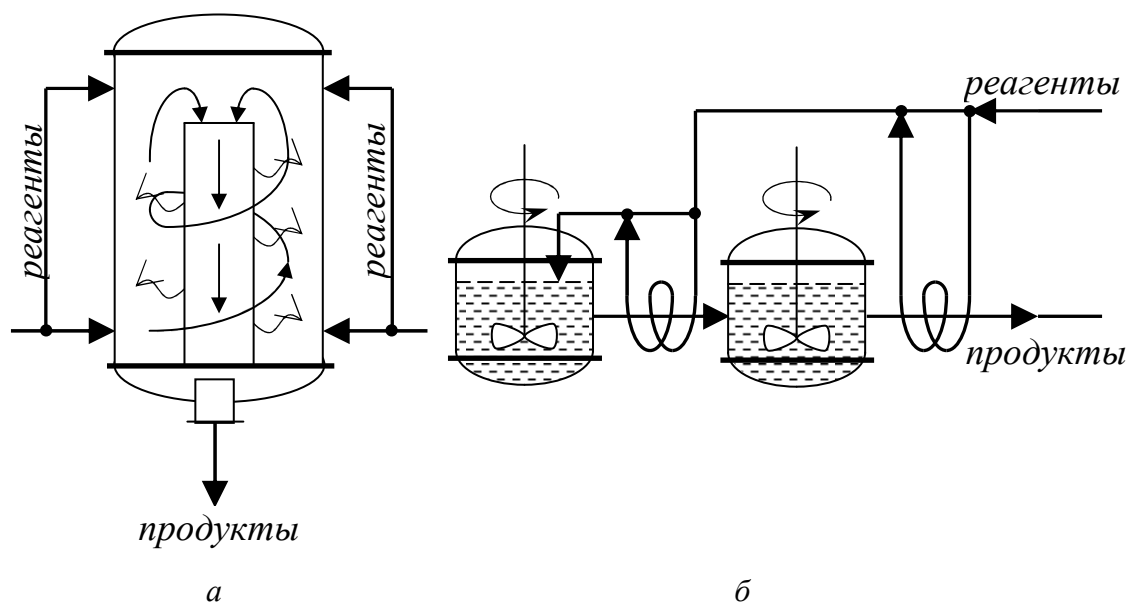 реагенты
реагенты
продукты
а
реагенты
продукты
б